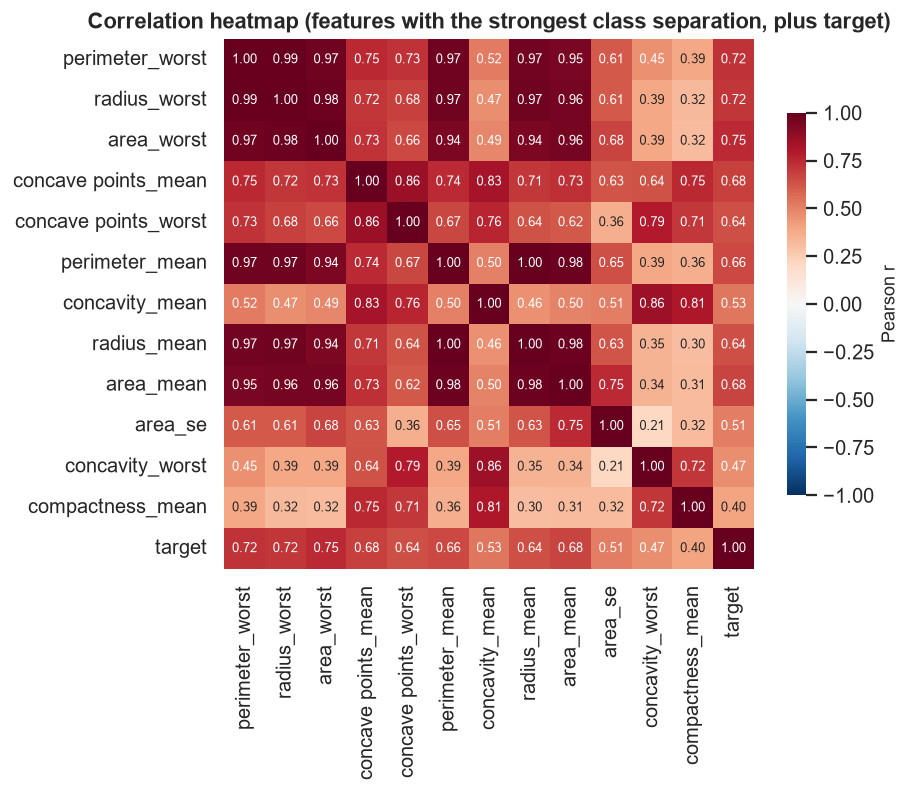 Correlation heatmap (features with the strongest class separation, plus target)
perimeter_worst 1.00 0.99 0.97 0.75 0.73 0.97 0.52 0.97 0.95 0.61 0.45 0.39 0.72
radius_worst 0.99 1.00 0.98 0.72 0.68 0.97 0.47 0.97 0.96 0.61 0.39 0.32 0.72
area_worst 0.97 0.98 1.00 0.73 0.66 0.94 0.49 0.94 0.96 0.68 0.39 0.32 0.75
concave points_mean 0.75 0.72 0.73 1.00 0.86 0.74 0.83 0.71 0.73 0.63 0.64 0.75 0.68
concave points_worst 0.73 0.68 0.66 0.86 1.00 0.67 0.76 0.64 0.62 0.36 0.79 0.71 0.64
perimeter_mean 0.97 0.97 0.94 0.74 0.67 1.00 0.50 1.00 0.98 0.65 0.39 0.36 0.66
concavity_mean 0.52 0.47 0.49 0.83 0.76 0.50 1.00 0.46 0.50 0.51 0.86 0.81 0.53
radius_mean 0.97 0.97 0.94 0.71 0.64 1.00 0.46 1.00 0.98 0.63 0.35 0.30 0.64
area_mean 0.95 0.96 0.96 0.73 0.62 0.98 0.50 0.98 1.00 0.75 0.34 0.31 0.68
area_se 0.61 0.61 0.68 0.63 0.36 0.65 0.51 0.63 0.75 1.00 0.21 0.32 0.51
concavity_worst 0.45 0.39 0.39 0.64 0.79 0.39 0.86 0.35 0.34 0.21 1.00 0.72 0.47
compactness_mean 0.39 0.32 0.32 0.75 0.71 0.36 0.81 0.30 0.31 0.32 0.72 1.00 0.40
target 0.72 0.72 0.75 0.68 0.64 0.66 0.53 0.64 0.68 0.51 0.47 0.40 1.00
perimeter_worst
radius_worst
area_worst
concave points_mean
concave points_worst
perimeter_mean
concavity_mean
radius_mean
area_mean
area_se
concavity_worst
compactness_mean
target
1.00
0.75
0.50
0.25
0.00
−0.25
−0.50
−0.75
−1.00
Pearson r